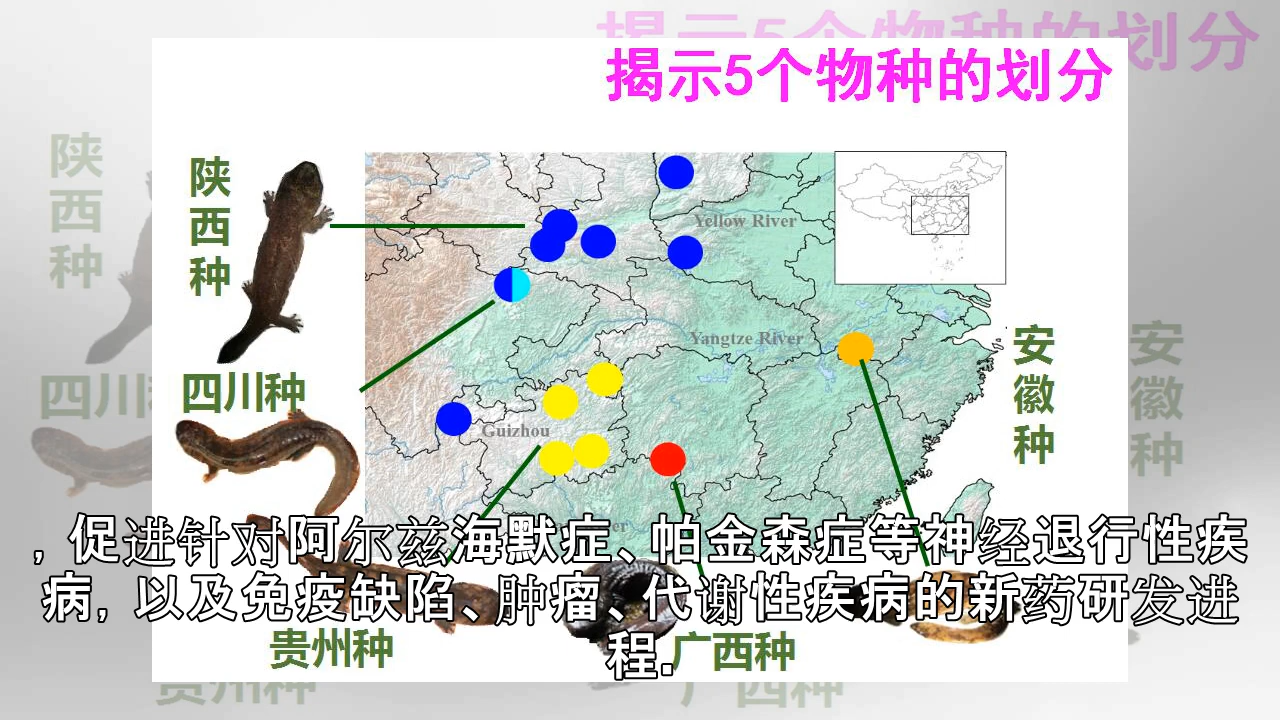 揭示5个物种的划分
陕西种
Yellow River
四川种
Yangtze River
安徽种
Guizhou
,促进针对阿尔兹海默症、帕金森症等神经退行性疾
病,以及免疫缺陷、肿瘤、代谢性疾病的新药研发进
程.
贵州种
广西种